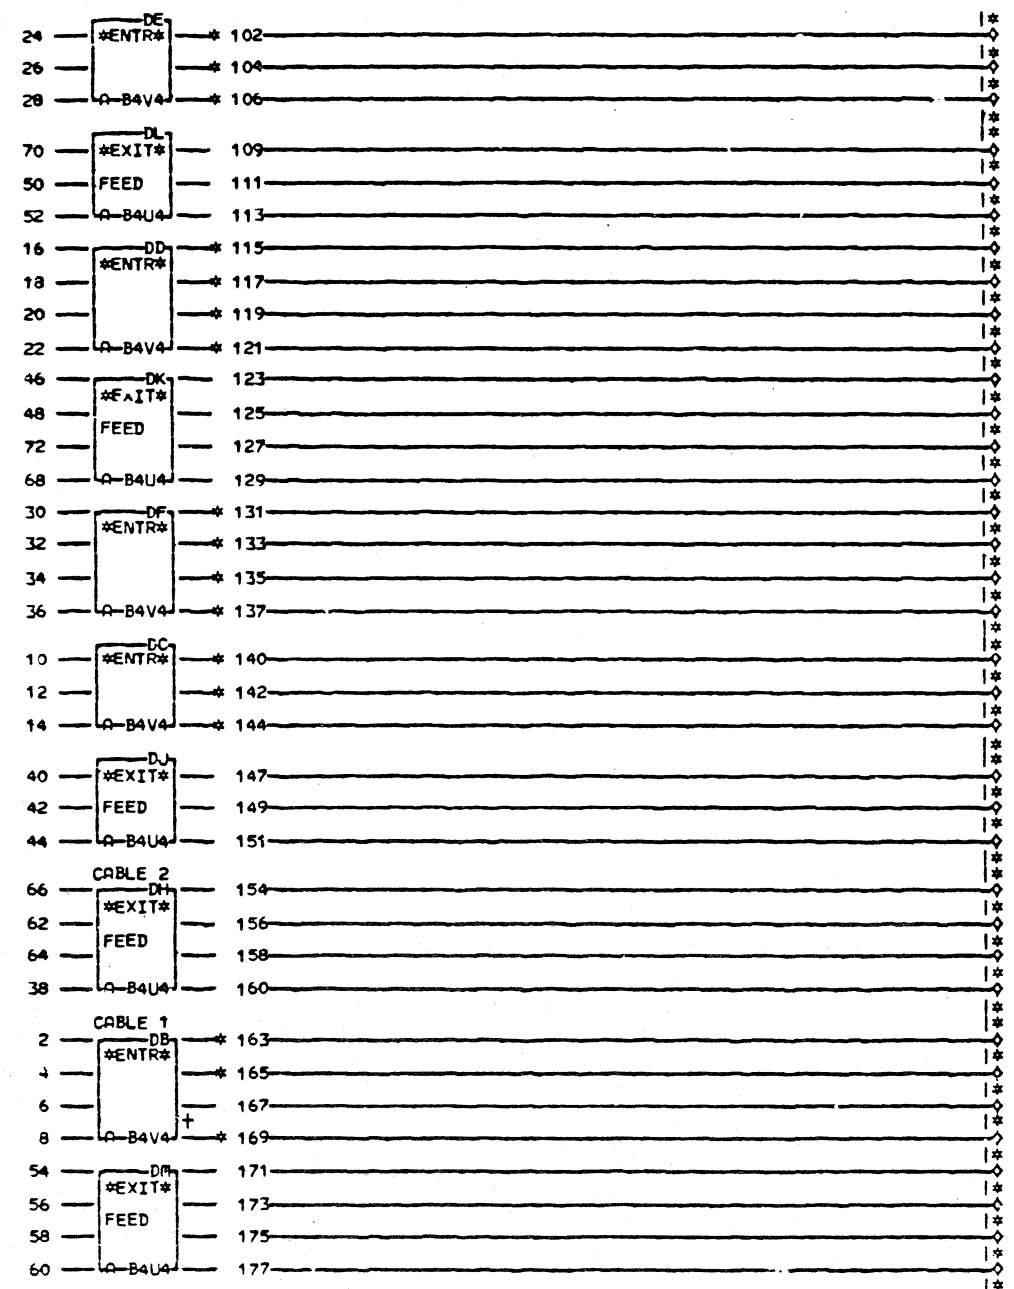 DE
24 *ENTR* * 102
26 * 104
28 A B4V4 * 106
DL
70 *EXIT* 109
50 FEED 111
52 A B4U4 113
16 DD * 115
*ENTR*
18 * 117
20 * 119
22 A B4V4 * 121
46 DK 123
*EXIT*
48 125
FEED
72 127
68 A B4U4 129
30 DF * 131
*ENTR*
32 * 133
34 * 135
36 A B4V4 * 137
DC
10 *ENTR* * 140
12 * 142
14 A B4V4 * 144
DJ
40 *EXIT* 147
42 FEED 149
44 A B4U4 151
CABLE 2
66 DH 154
*EXIT*
62 156
FEED
64 158
38 A B4U4 160
CABLE 1
2 DB * 163
*ENTR*
4 * 165
6 167
+
8 A B4V4 * 169
54 DM 171
*EXIT*
56 173
FEED
58 175
60 A B4U4 177